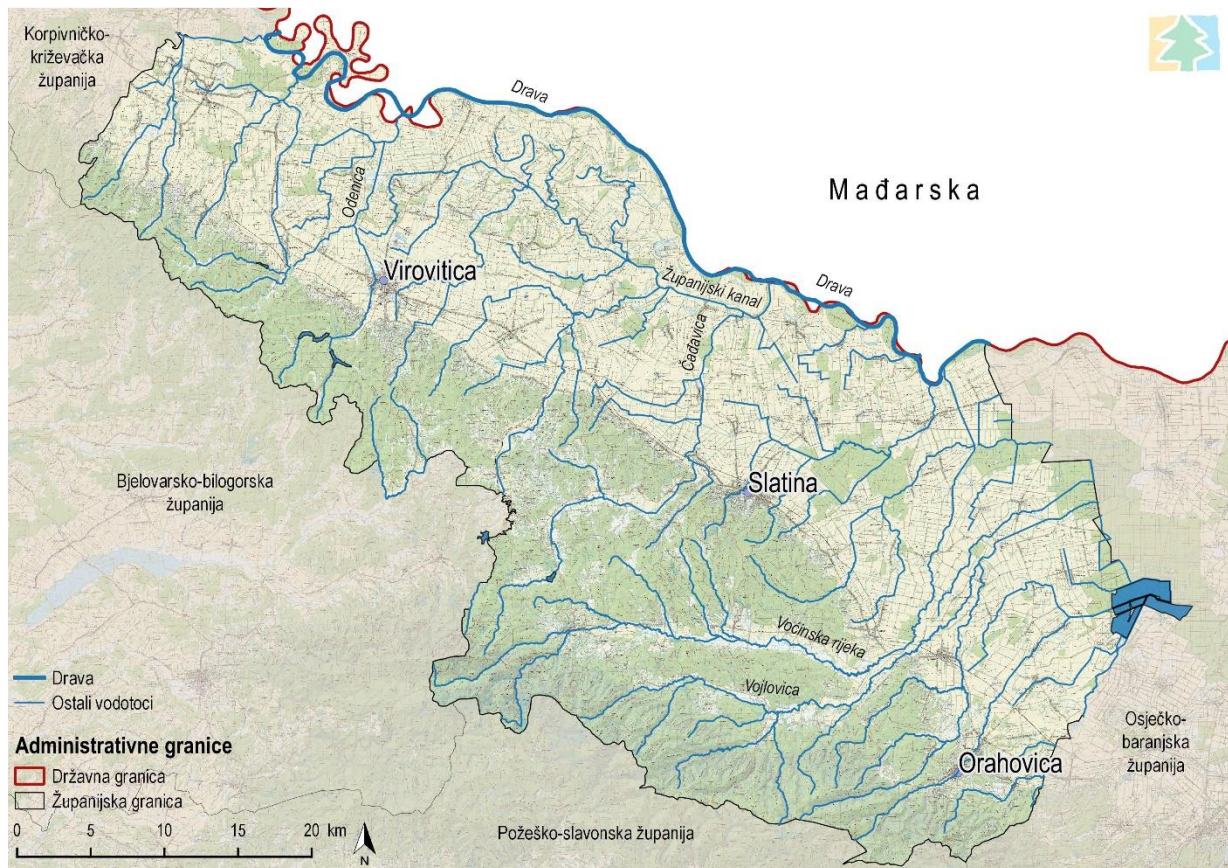 Korpivničko-
križevačka
županija
Drava
Mađarska
Ođenica
Virovitica
Županijski kanal
Drava
Čađavica
Bjelovarsko-bilogorska
županija
Slatina
Voćinska rijeka
Vojlovica
Osječko-
baranjska
županija
Orahovica
Požeško-slavonska županija
Drava
Ostali vodotoci
Administrativne granice
Državna granica
Županijska granica
0 5 10 20 km
N